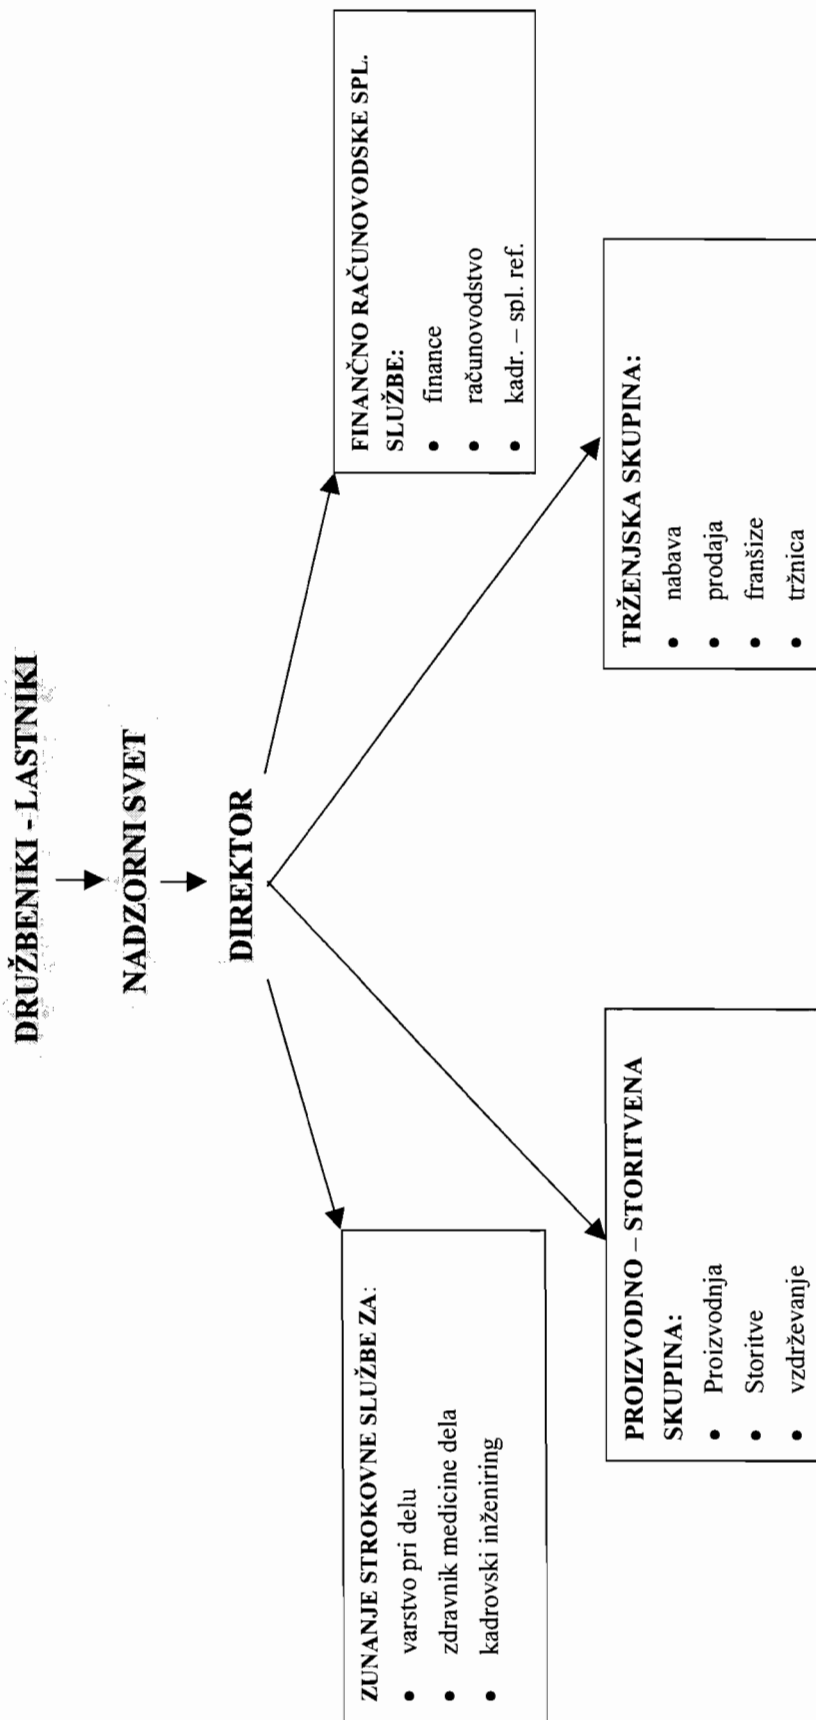 DRUŽBENIKI - LASTNIKI
NADZORNI SVET
DIREKTOR
ZUNANJE STROKOVNE SLUŽBE ZA:
• varstvo pri delu
• zdravnik medicine dela
• kadrovski inženiring
FINANČNO RAČUNOVODSKE SPL.
SLUŽBE:
• finance
• računovodstvo
• kadr. – spl. ref.
PROIZVODNO – STORITVENA
SKUPINA:
• Proizvodnja
• Storitve
• vzdrževanje
TRŽENJSKA SKUPINA:
• nabava
• prodaja
• franšize
• tržnica